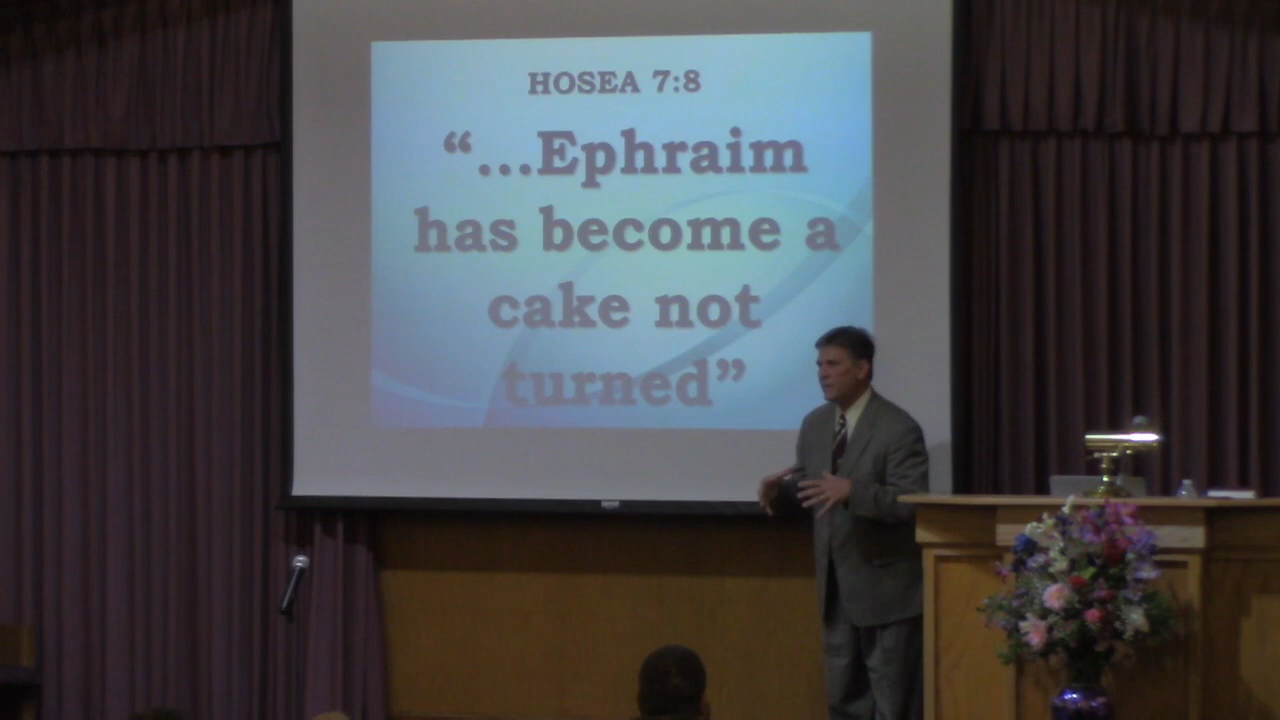 HOSEA 7:8
“...Ephraim
has become a
cake not
turned”